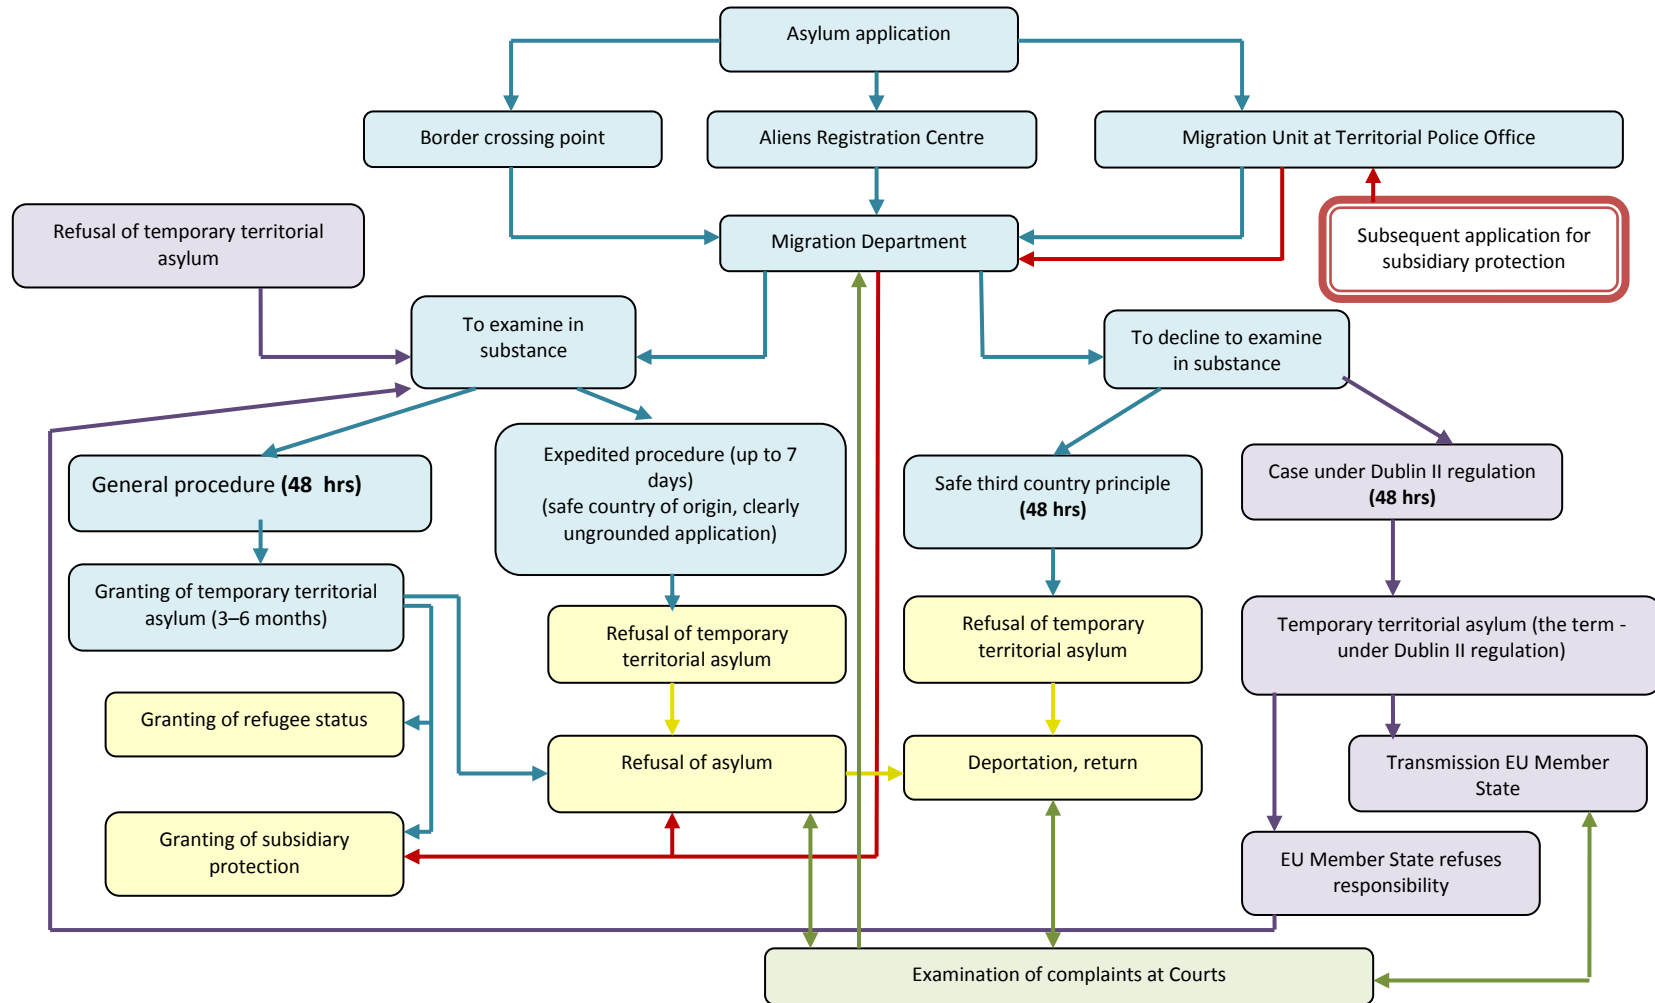 Asylum application
Border crossing point
Aliens Registration Centre
Migration Unit at Territorial Police Office
Refusal of temporary territorial
asylum
Migration Department
Subsequent application for
subsidiary protection
To examine in
substance
To decline to examine
in substance
General procedure (48 hrs)
Expedited procedure (up to 7
days)
(safe country of origin, clearly
ungrounded application)
Safe third country principle
(48 hrs)
Case under Dublin II regulation
(48 hrs)
Granting of temporary territorial
asylum (3–6 months)
Refusal of temporary
territorial asylum
Refusal of temporary
territorial asylum
Temporary territorial asylum (the term -
under Dublin II regulation)
Granting of refugee status
Refusal of asylum
Deportation, return
Transmission EU Member
State
Granting of subsidiary
protection
EU Member State refuses
responsibility
Examination of complaints at Courts